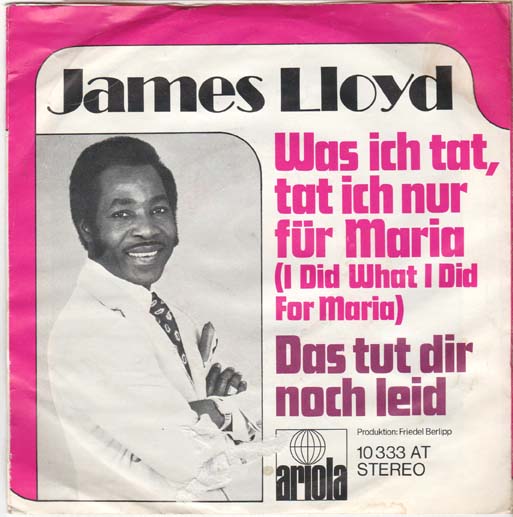 James Lloyd
Was ich tat,
tat ich nur
für Maria
(I Did What I Did
For Maria)
Das tut dir
noch leid
Produktion: Friedel Berlipp
10 333 AT
STEREO
ariola